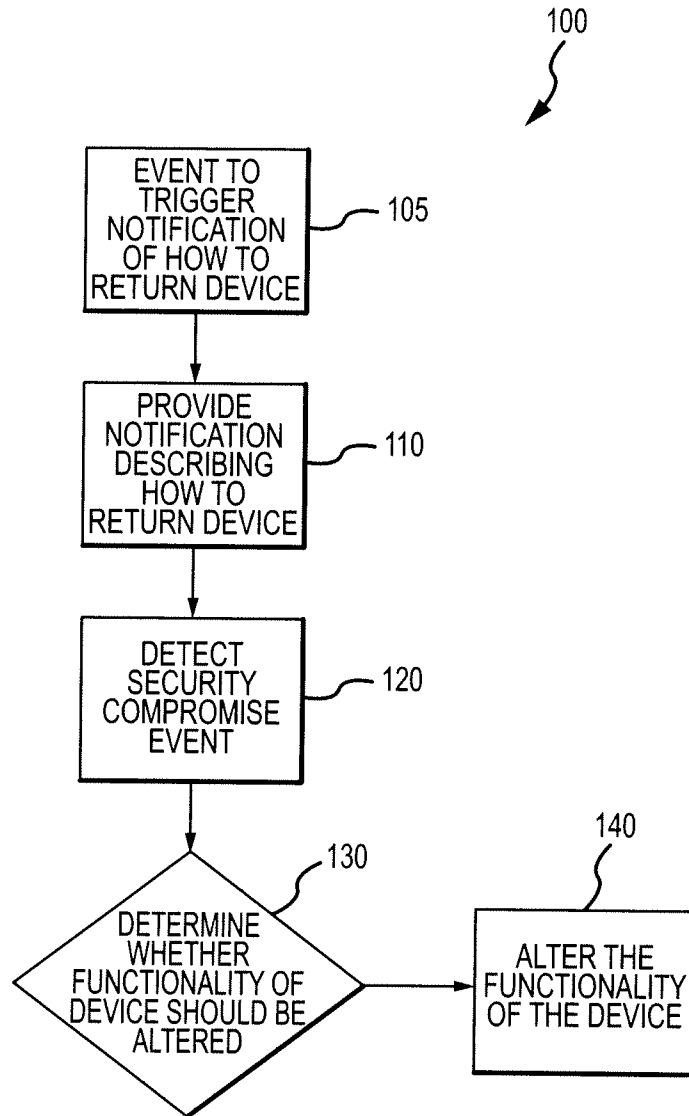 100
EVENT TO
TRIGGER
NOTIFICATION
OF HOW TO
RETURN DEVICE
105
PROVIDE
NOTIFICATION
DESCRIBING
HOW TO
RETURN DEVICE
110
DETECT
SECURITY
COMPROMISE
EVENT
120
130
DETERMINE
WHETHER
FUNCTIONALITY OF
DEVICE SHOULD BE
ALTERED
140
ALTER THE
FUNCTIONALITY
OF THE DEVICE